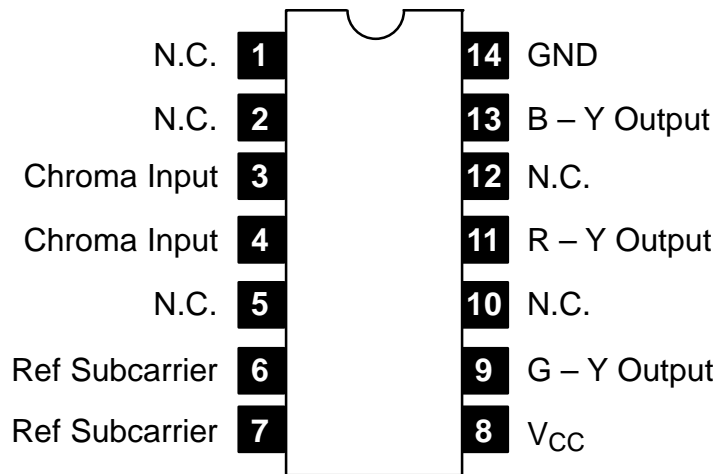 N.C. 1 14 GND
N.C. 2 13 B – Y Output
Chroma Input 3 12 N.C.
Chroma Input 4 11 R – Y Output
N.C. 5 10 N.C.
Ref Subcarrier 6 9 G – Y Output
Ref Subcarrier 7 8 VCC